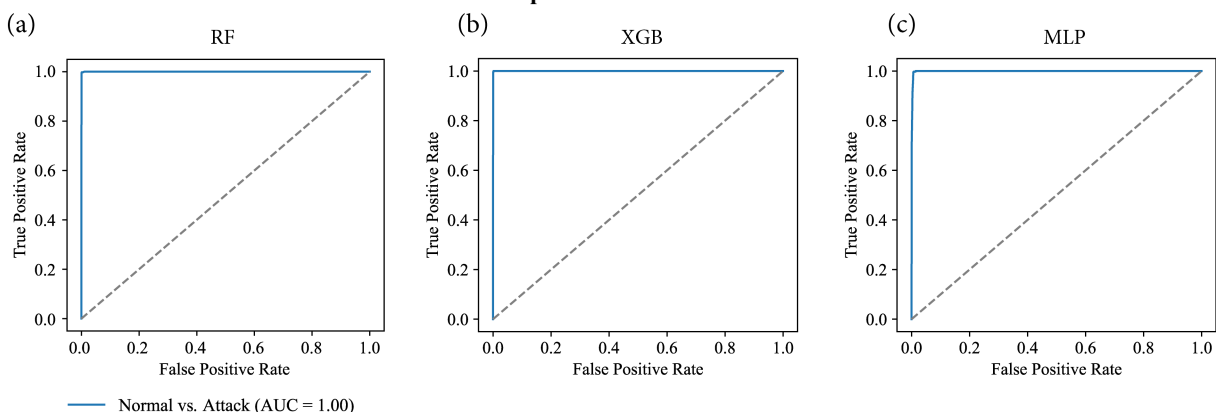 (a)
RF
1.0
0.8
0.6
0.4
0.2
0.0
True Positive Rate
0.0 0.2 0.4 0.6 0.8 1.0
False Positive Rate
(b)
XGB
1.0
0.8
0.6
0.4
0.2
0.0
True Positive Rate
0.0 0.2 0.4 0.6 0.8 1.0
False Positive Rate
(c)
MLP
1.0
0.8
0.6
0.4
0.2
0.0
True Positive Rate
0.0 0.2 0.4 0.6 0.8 1.0
False Positive Rate
Normal vs. Attack (AUC = 1.00)